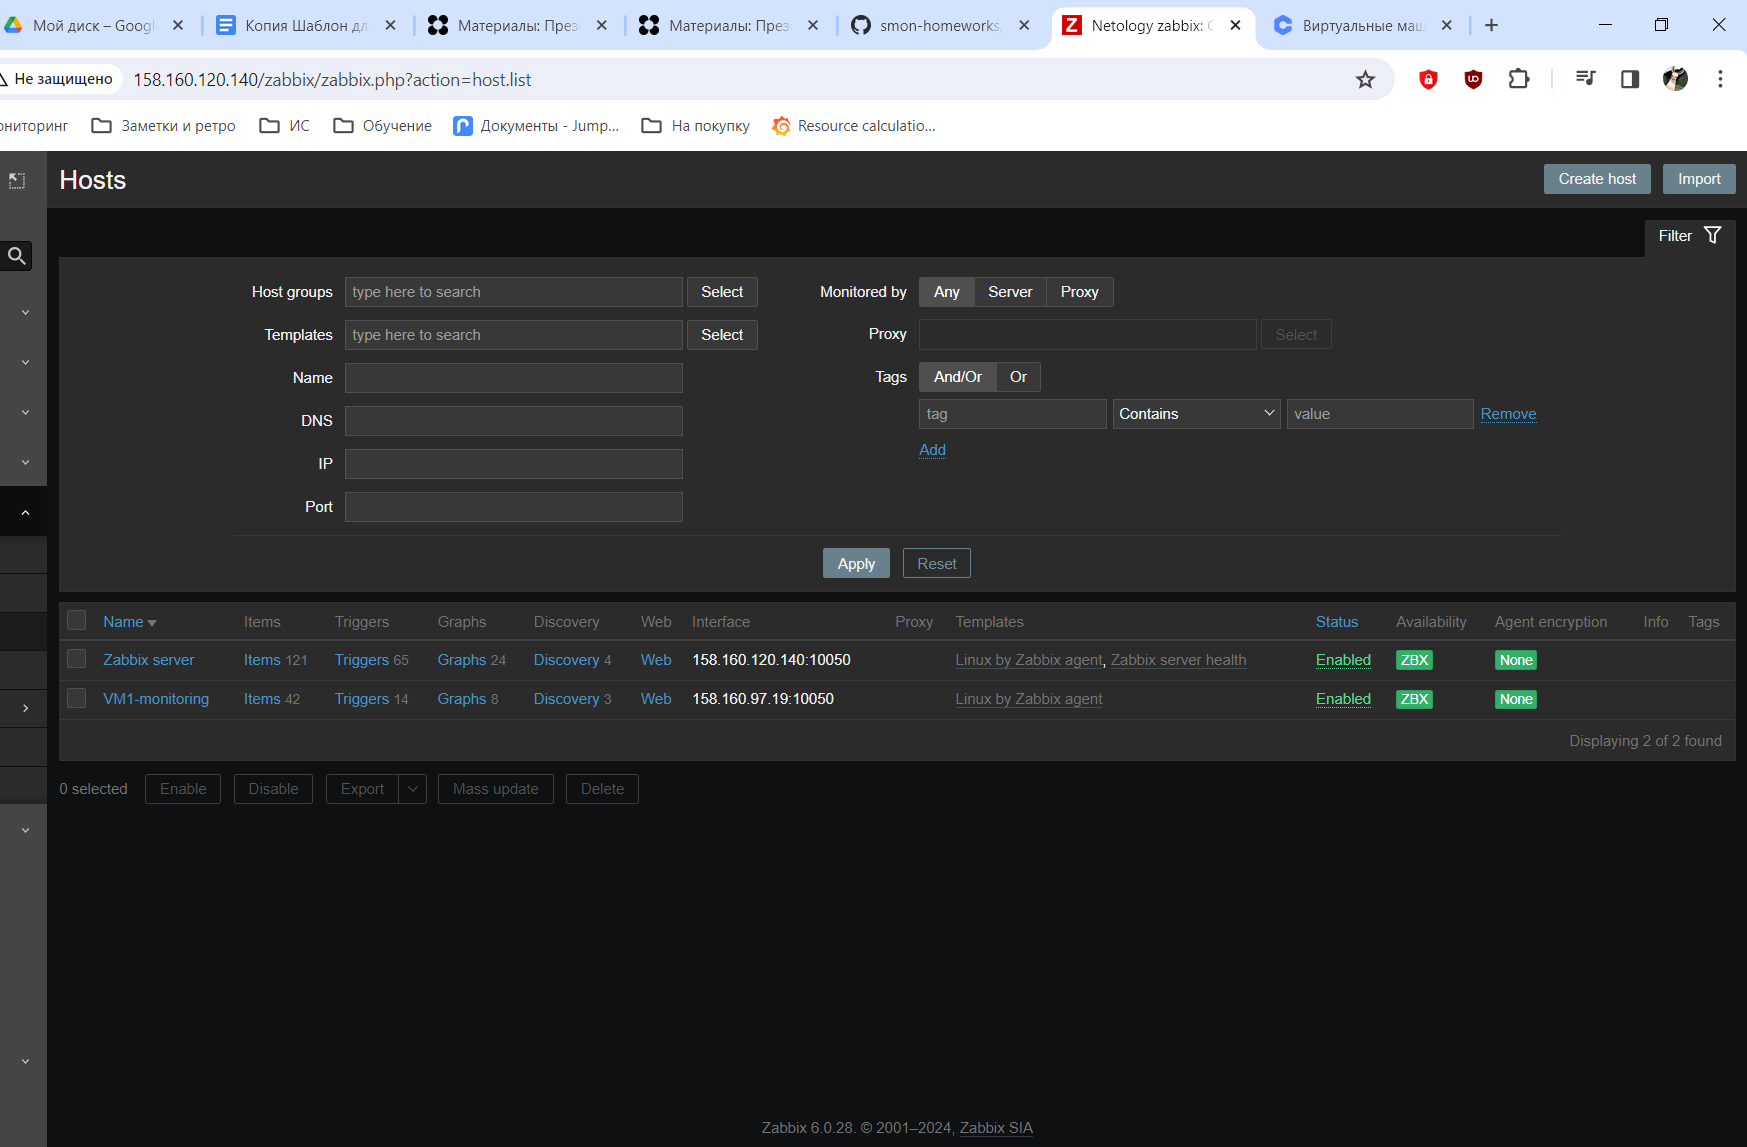 Мой диск – Googl
Копия Шаблон дл
Материалы: През
Материалы: През
smon-homeworks/
Netology zabbix: C
Виртуальные маш
Не защищено
158.160.120.140/zabbix/zabbix.php?action=host.list
ониторинг
Заметки и ретро
ИС
Обучение
Документы - Jump...
На покупку
Resource calculatio...
Hosts
Create host
Import
Filter
Host groups type here to search Select
Monitored by Any Server Proxy
Templates type here to search Select
Proxy Select
Name
Tags And/Or Or
DNS
tag Contains value Remove
Add
IP
Port
Apply Reset
Name Items Triggers Graphs Discovery Web Interface Proxy Templates Status Availability Agent encryption Info Tags
Zabbix server Items 121 Triggers 65 Graphs 24 Discovery 4 Web 158.160.120.140:10050 Linux by Zabbix agent, Zabbix server health Enabled ZBX None
VM1-monitoring Items 42 Triggers 14 Graphs 8 Discovery 3 Web 158.160.97.19:10050 Linux by Zabbix agent Enabled ZBX None
Displaying 2 of 2 found
0 selected Enable Disable Export Mass update Delete
Zabbix 6.0.28. © 2001–2024, Zabbix SIA